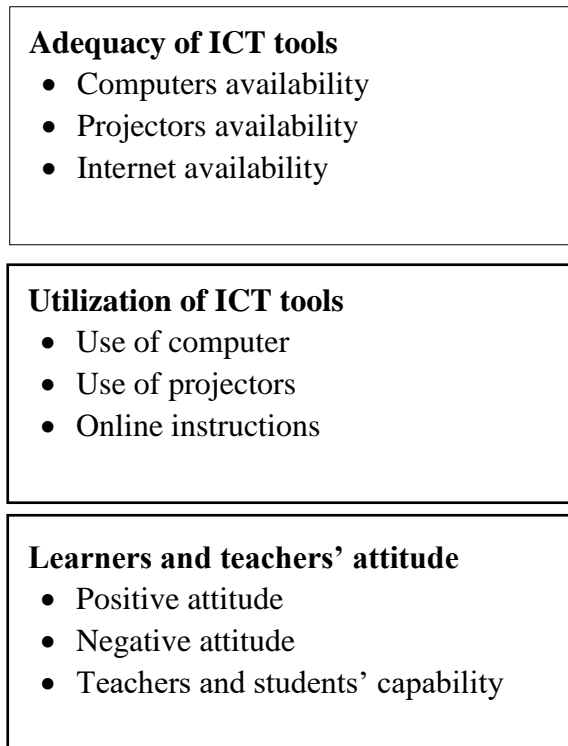 Adequacy of ICT tools
• Computers availability
• Projectors availability
• Internet availability
Utilization of ICT tools
• Use of computer
• Use of projectors
• Online instructions
Learners and teachers’ attitude
• Positive attitude
• Negative attitude
• Teachers and students’ capability